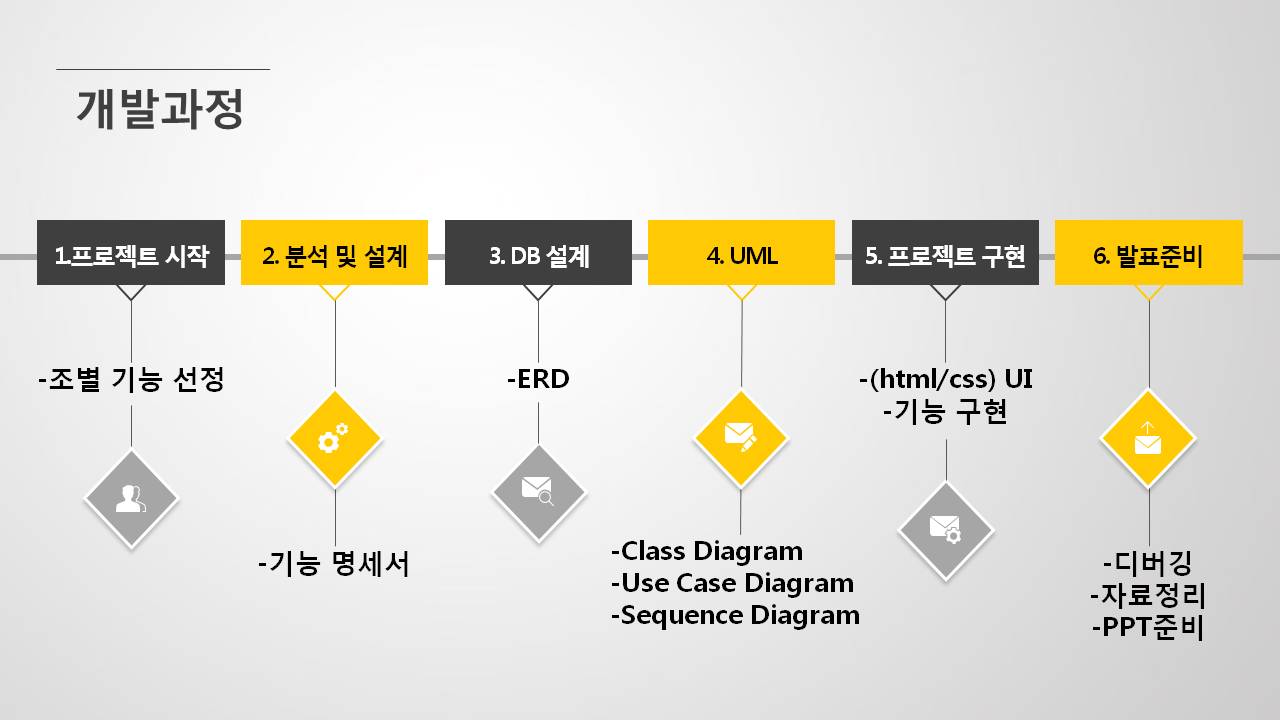 개발과정
1.프로젝트 시작
2. 분석 및 설계
3. DB 설계
4. UML
5. 프로젝트 구현
6. 발표준비
-조별 기능 선정
-기능 명세서
-ERD
-Class Diagram
-Use Case Diagram
-Sequence Diagram
-(html/css) UI
-기능 구현
-디버깅
-자료정리
-PPT준비